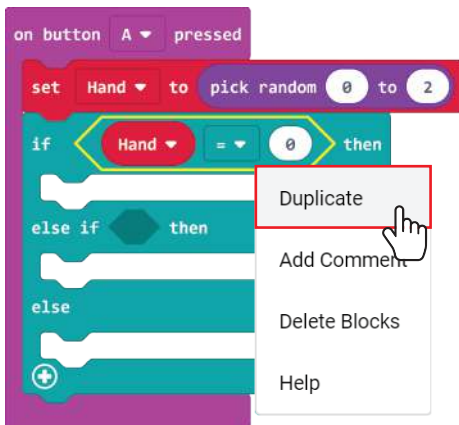 on button A pressed
set Hand to pick random 0 to 2
if Hand = 0 then
Duplicate
else if then
Add Comment
else
Delete Blocks
Help